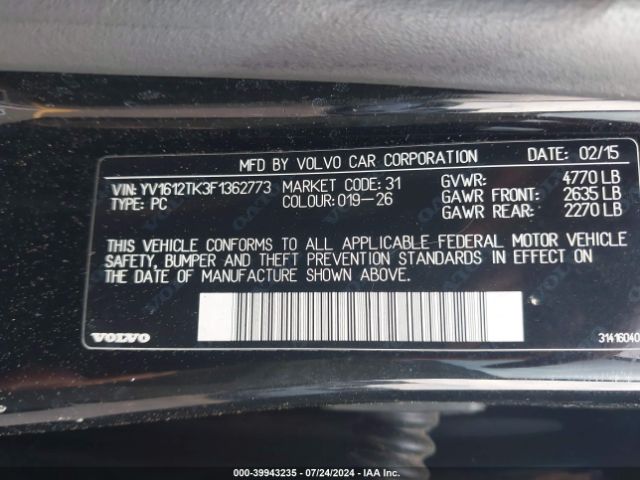 MFD BY VOLVO CAR CORPORATION DATE: 02/15
VIN: YV1612TK3F1362773 MARKET CODE: 31 GVWR: 4770 LB
TYPE: PC COLOUR: 019-26 GAWR FRONT: 2635 LB
GAWR REAR: 2270 LB
THIS VEHICLE CONFORMS TO ALL APPLICABLE FEDERAL MOTOR VEHICLE
SAFETY, BUMPER AND THEFT PREVENTION STANDARDS IN EFFECT ON
THE DATE OF MANUFACTURE SHOWN ABOVE.
VOLVO 31416040
000-39943235 - 07/24/2024 - IAA Inc.